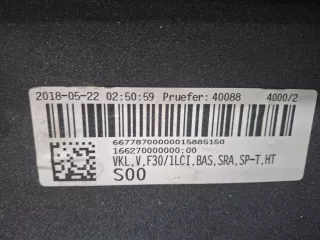 2018-05-22 02:50:59 Pruefer: 40088 4000/2
66778700000015885150
166270000000:00
VKL,V,F30/1LCI,BAS,SRA,SP-T,HT
S00